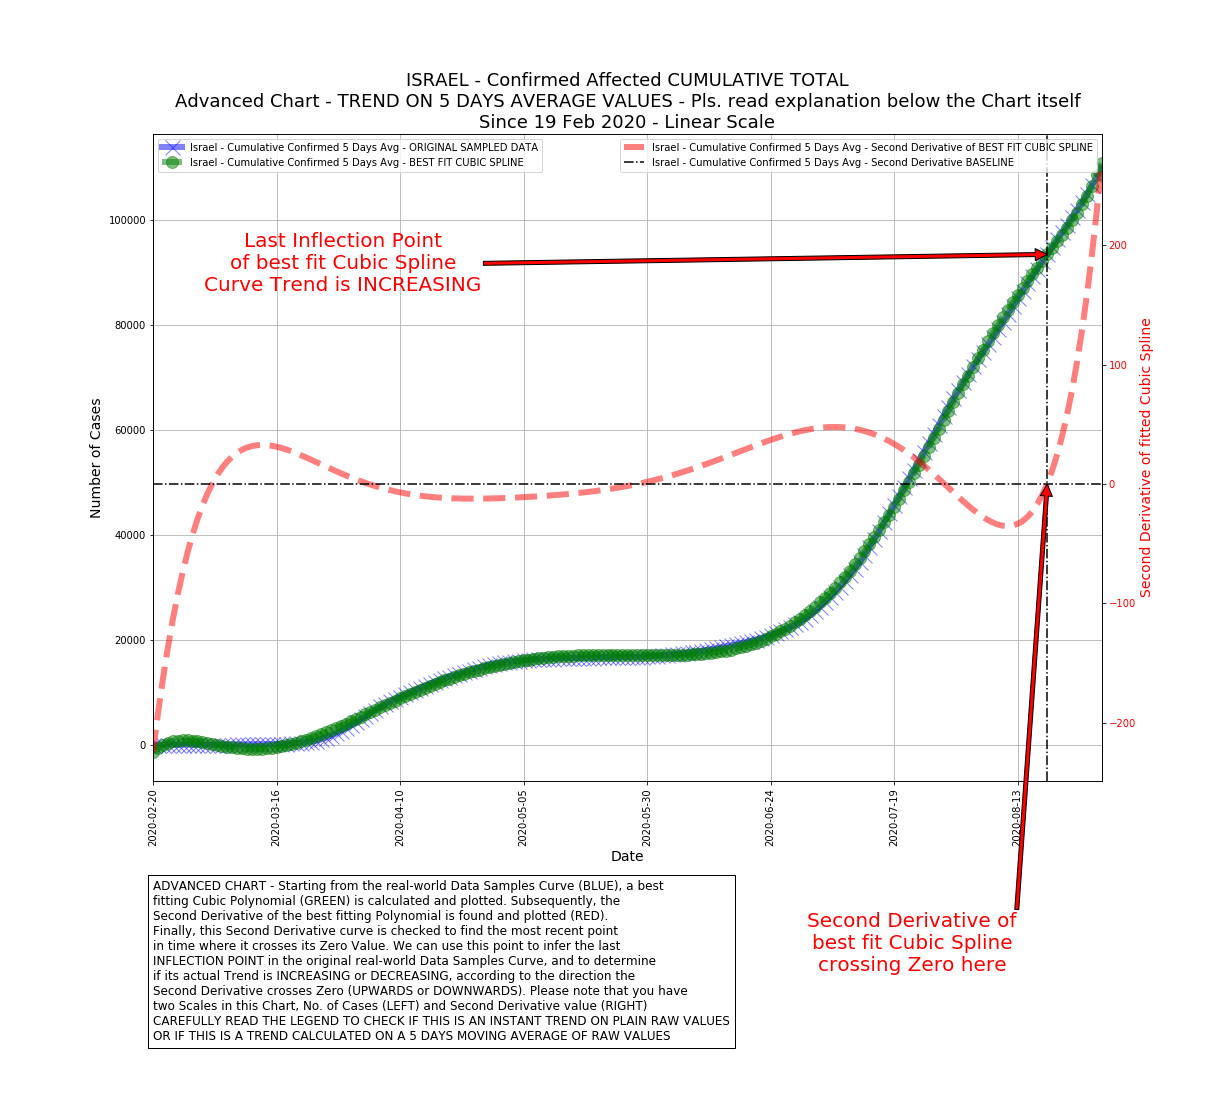 ISRAEL - Confirmed Affected CUMULATIVE TOTAL
Advanced Chart - TREND ON 5 DAYS AVERAGE VALUES - Pls. read explanation below the Chart itself
Since 19 Feb 2020 - Linear Scale
Israel - Cumulative Confirmed 5 Days Avg - ORIGINAL SAMPLED DATA
Israel - Cumulative Confirmed 5 Days Avg - BEST FIT CUBIC SPLINE
Israel - Cumulative Confirmed 5 Days Avg - Second Derivative of BEST FIT CUBIC SPLINE
Israel - Cumulative Confirmed 5 Days Avg - Second Derivative BASELINE
Last Inflection Point
of best fit Cubic Spline
Curve Trend is INCREASING
Number of Cases
100000
80000
60000
40000
20000
0
200
100
0
−100
−200
Second Derivative of fitted Cubic Spline
2020-02-20
2020-03-16
2020-04-10
2020-05-05
2020-05-30
2020-06-24
2020-07-19
2020-08-13
Date
Second Derivative of
best fit Cubic Spline
crossing Zero here
ADVANCED CHART - Starting from the real-world Data Samples Curve (BLUE), a best
fitting Cubic Polynomial (GREEN) is calculated and plotted. Subsequently, the
Second Derivative of the best fitting Polynomial is found and plotted (RED).
Finally, this Second Derivative curve is checked to find the most recent point
in time where it crosses its Zero Value. We can use this point to infer the last
INFLECTION POINT in the original real-world Data Samples Curve, and to determine
if its actual Trend is INCREASING or DECREASING, according to the direction the
Second Derivative crosses Zero (UPWARDS or DOWNWARDS). Please note that you have
two Scales in this Chart, No. of Cases (LEFT) and Second Derivative value (RIGHT)
CAREFULLY READ THE LEGEND TO CHECK IF THIS IS AN INSTANT TREND ON PLAIN RAW VALUES
OR IF THIS IS A TREND CALCULATED ON A 5 DAYS MOVING AVERAGE OF RAW VALUES